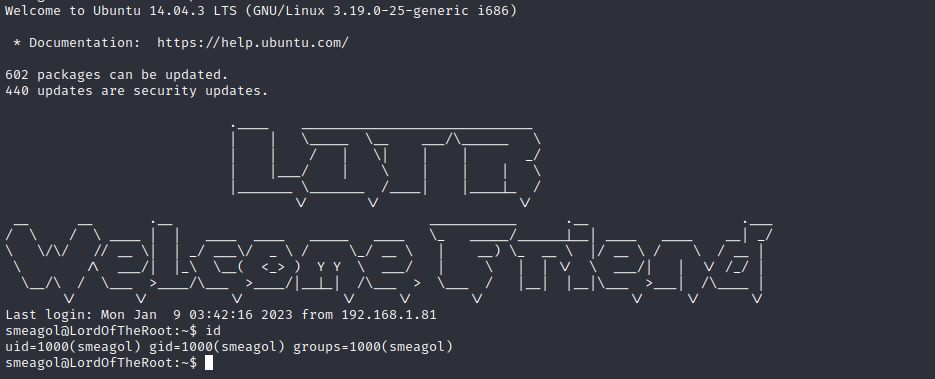 Welcome to Ubuntu 14.04.3 LTS (GNU/Linux 3.19.0-25-generic i686)
* Documentation:  https://help.ubuntu.com/
602 packages can be updated.
440 updates are security updates.
LOTR
Welcome Friend
Last login: Mon Jan  9 03:42:16 2023 from 192.168.1.81
smeagol@LordOfTheRoot:~$ id
uid=1000(smeagol) gid=1000(smeagol) groups=1000(smeagol)
smeagol@LordOfTheRoot:~$